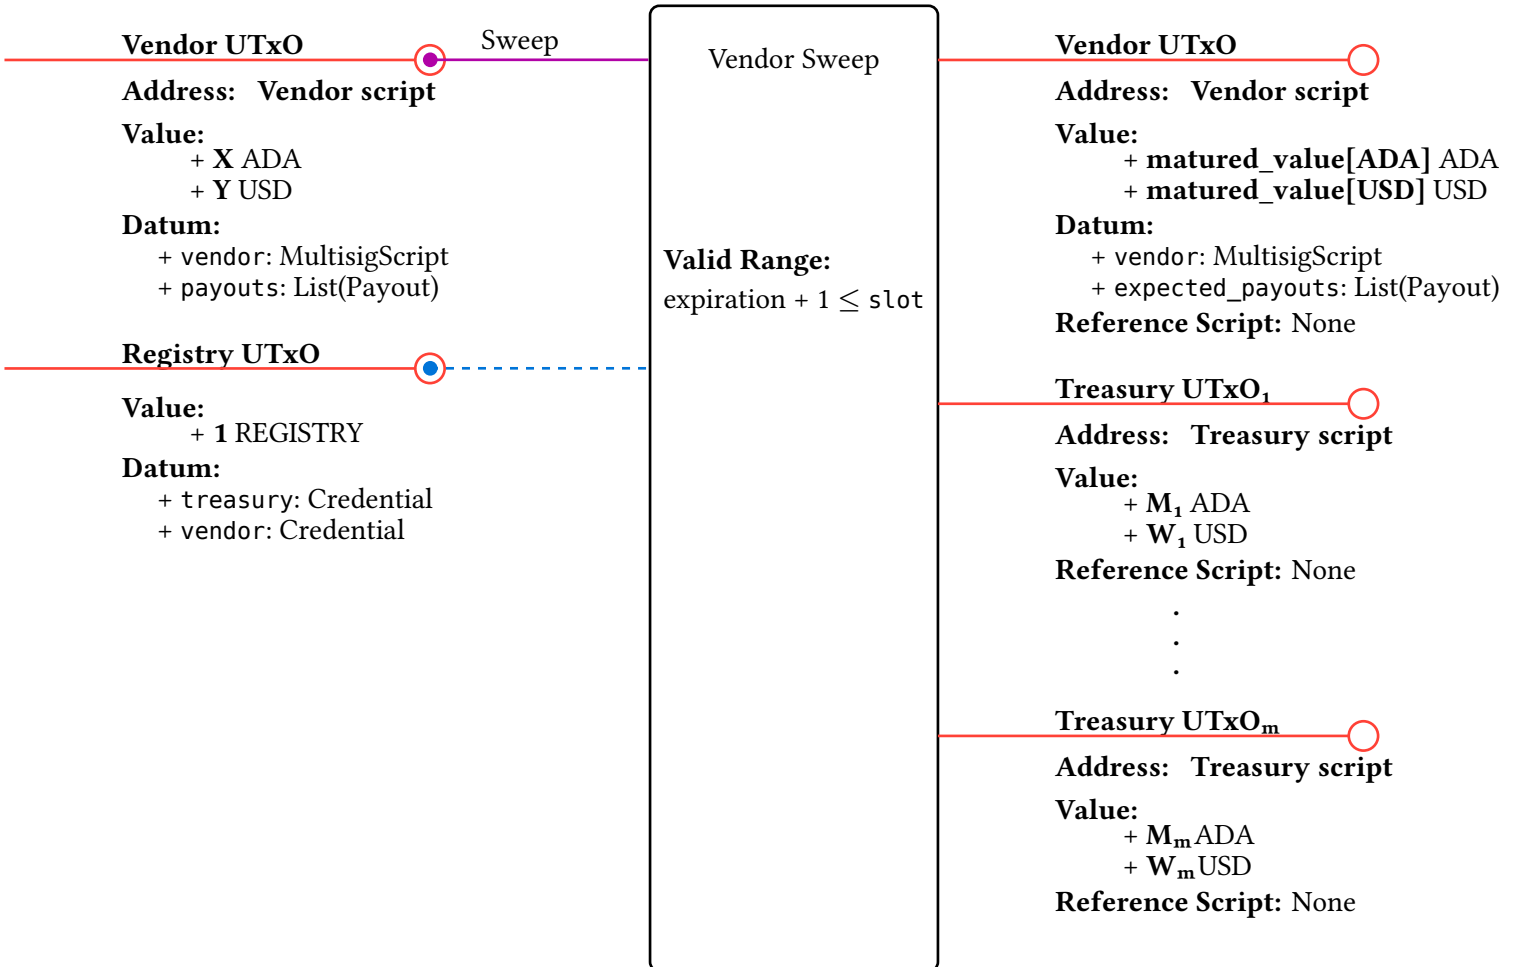 Vendor UTxO
Sweep
Address: Vendor script
Value:
+ X ADA
+ Y USD
Datum:
+ vendor: MultisigScript
+ payouts: List(Payout)
Registry UTxO
Value:
+ 1 REGISTRY
Datum:
+ treasury: Credential
+ vendor: Credential
Vendor Sweep
Valid Range:
expiration + 1 ≤ slot
Vendor UTxO
Address: Vendor script
Value:
+ matured_value[ADA] ADA
+ matured_value[USD] USD
Datum:
+ vendor: MultisigScript
+ expected_payouts: List(Payout)
Reference Script: None
Treasury UTxO₁
Address: Treasury script
Value:
+ M₁ ADA
+ W₁ USD
Reference Script: None
.
.
.
Treasury UTxOₘ
Address: Treasury script
Value:
+ Mₘ ADA
+ Wₘ USD
Reference Script: None